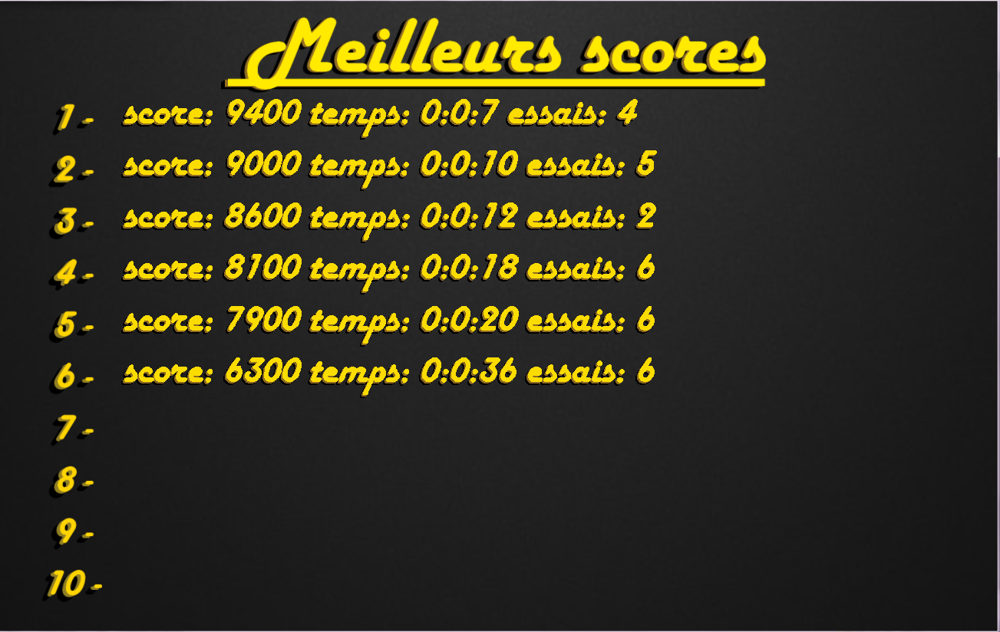 Meilleurs scores
1 - score: 9400 temps: 0:0:7 essais: 4
2 - score: 9000 temps: 0:0:10 essais: 5
3 - score: 8600 temps: 0:0:12 essais: 2
4 - score: 8100 temps: 0:0:18 essais: 6
5 - score: 7900 temps: 0:0:20 essais: 6
6 - score: 6300 temps: 0:0:36 essais: 6
7 -
8 -
9 -
10 -